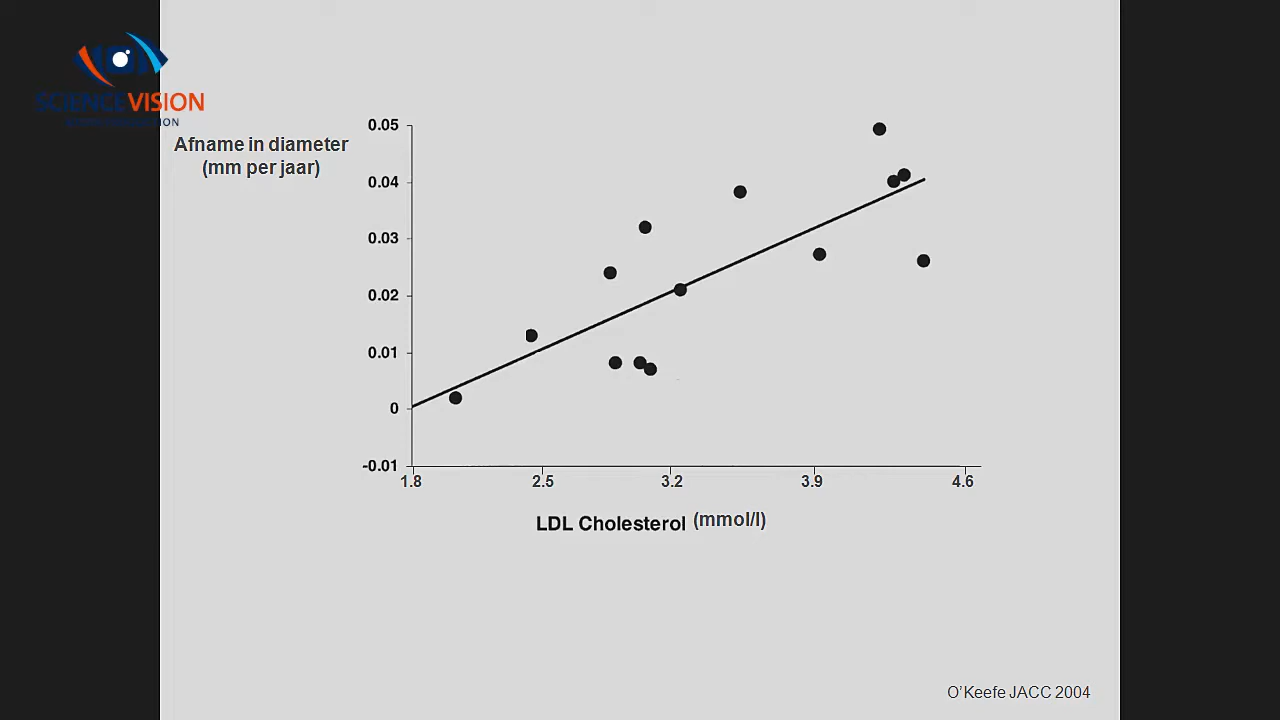 SCIENCEVISION
Afname in diameter
(mm per jaar)
0.05
0.04
0.03
0.02
0.01
0
-0.01
1.8 2.5 3.2 3.9 4.6
LDL Cholesterol (mmol/l)
O'Keefe JACC 2004